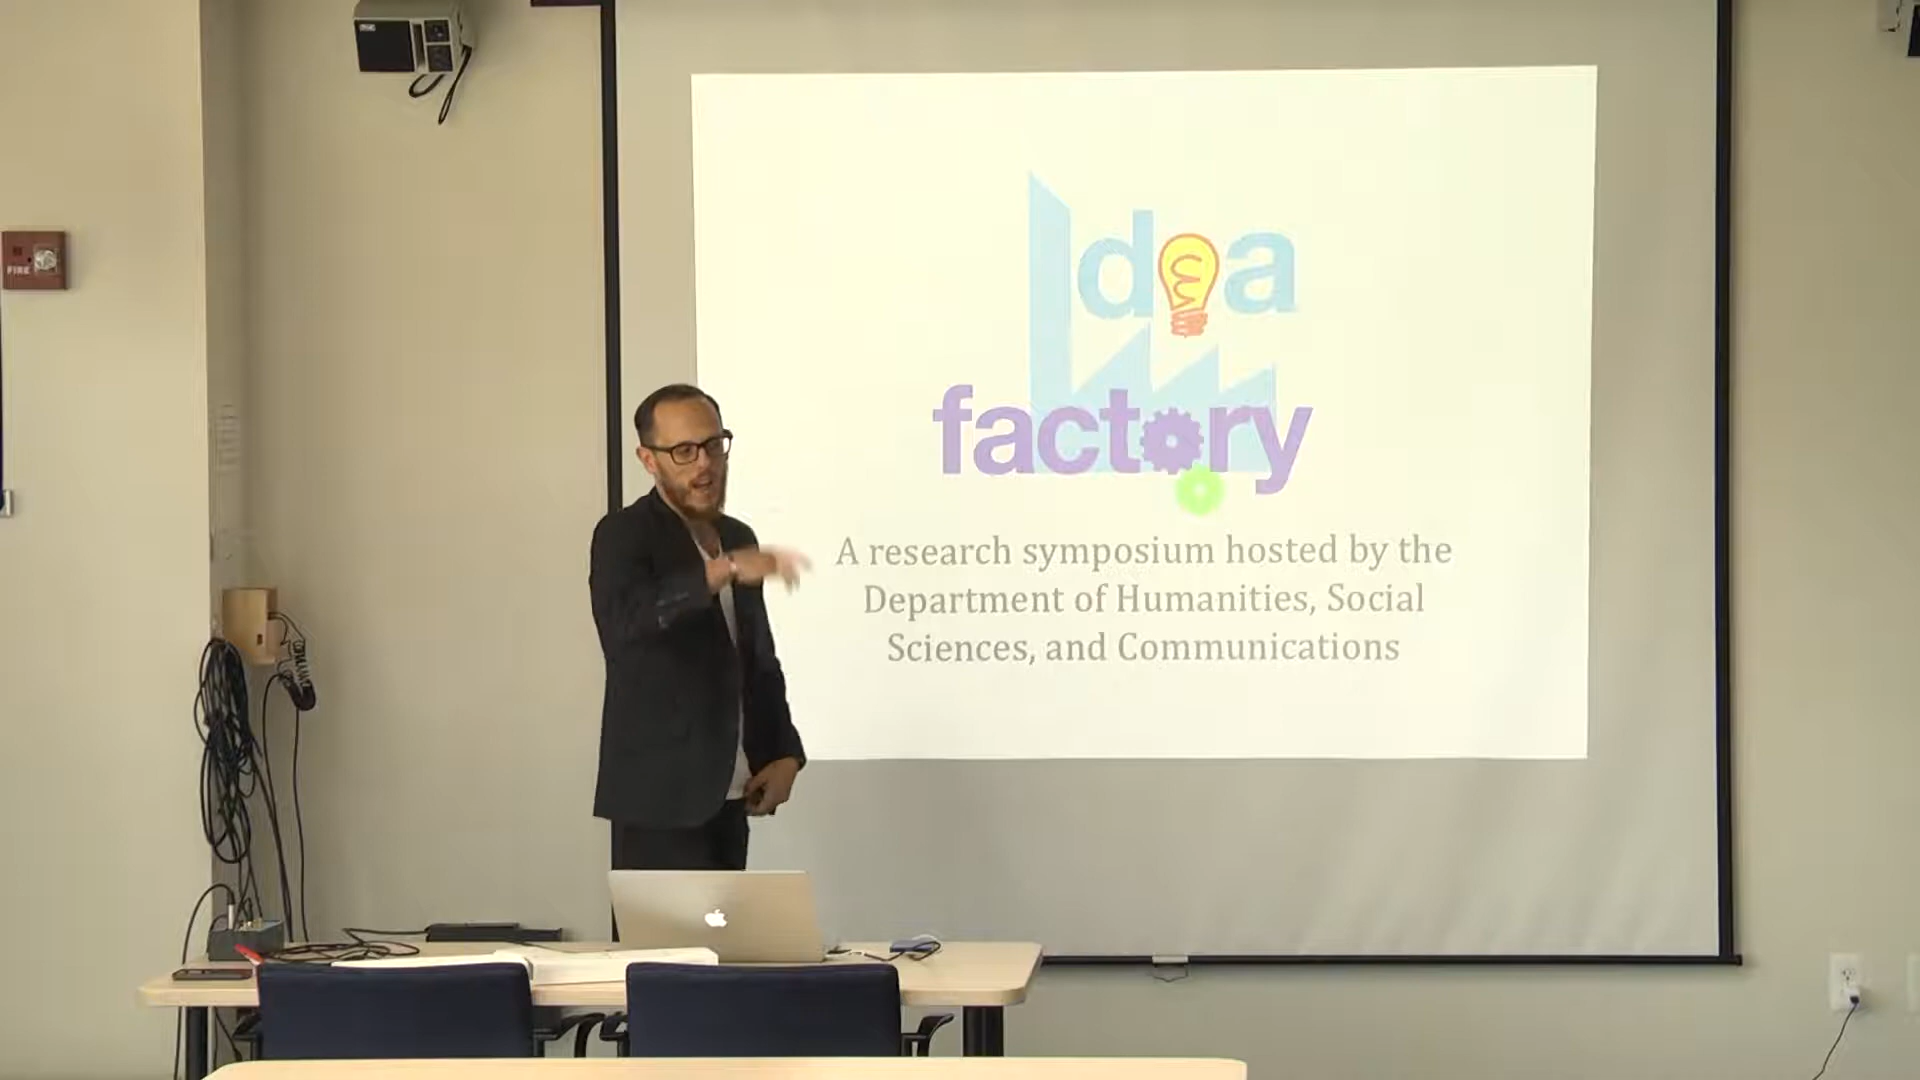 FIRE
Idea
factory
A research symposium hosted by the
Department of Humanities, Social
Sciences, and Communications